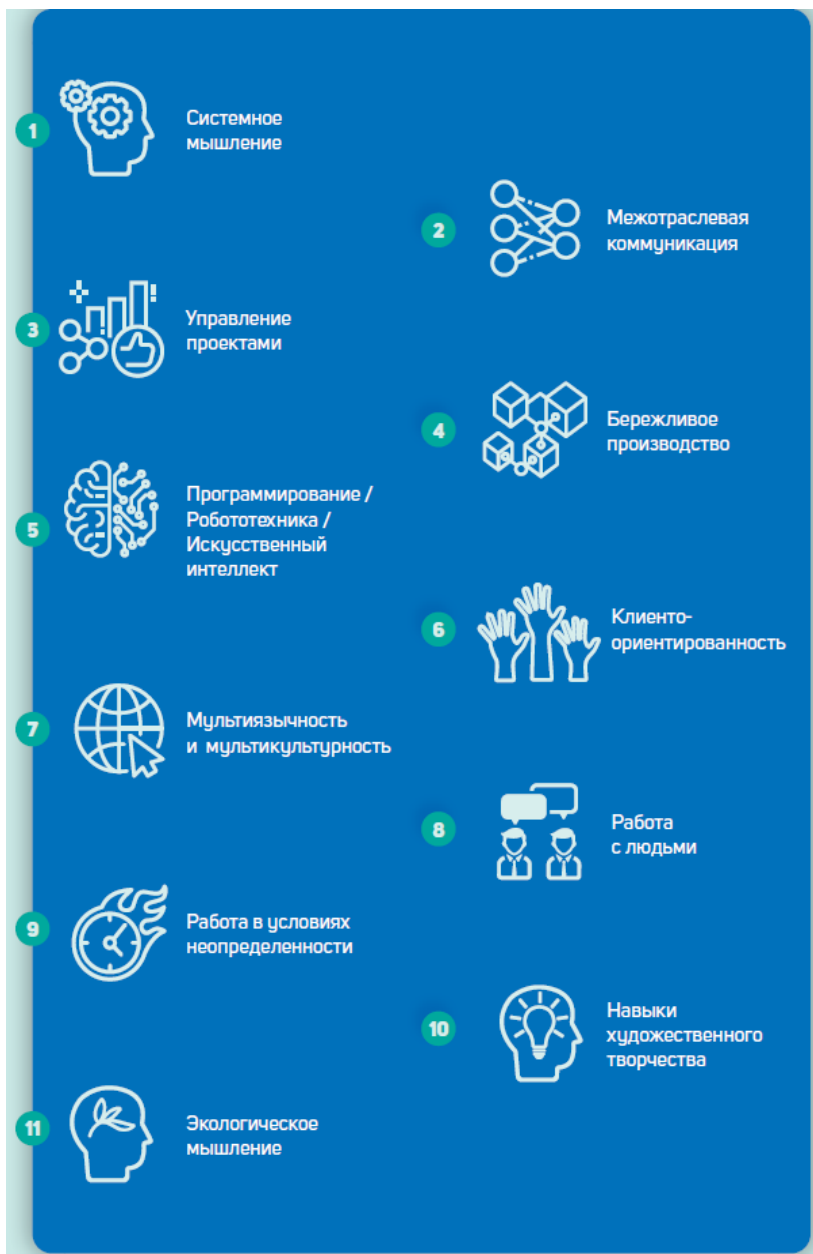 1
Системное
мышление
2
Межотраслевая
коммуникация
3
Управление
проектами
4
Бережливое
производство
5
Программирование /
Робототехника /
Искусственный
интеллект
6
Клиенто-
ориентированность
7
Мультиязычность
и мультикультурность
8
Работа
с людьми
9
Работа в условиях
неопределенности
10
Навыки
художественного
творчества
11
Экологическое
мышление